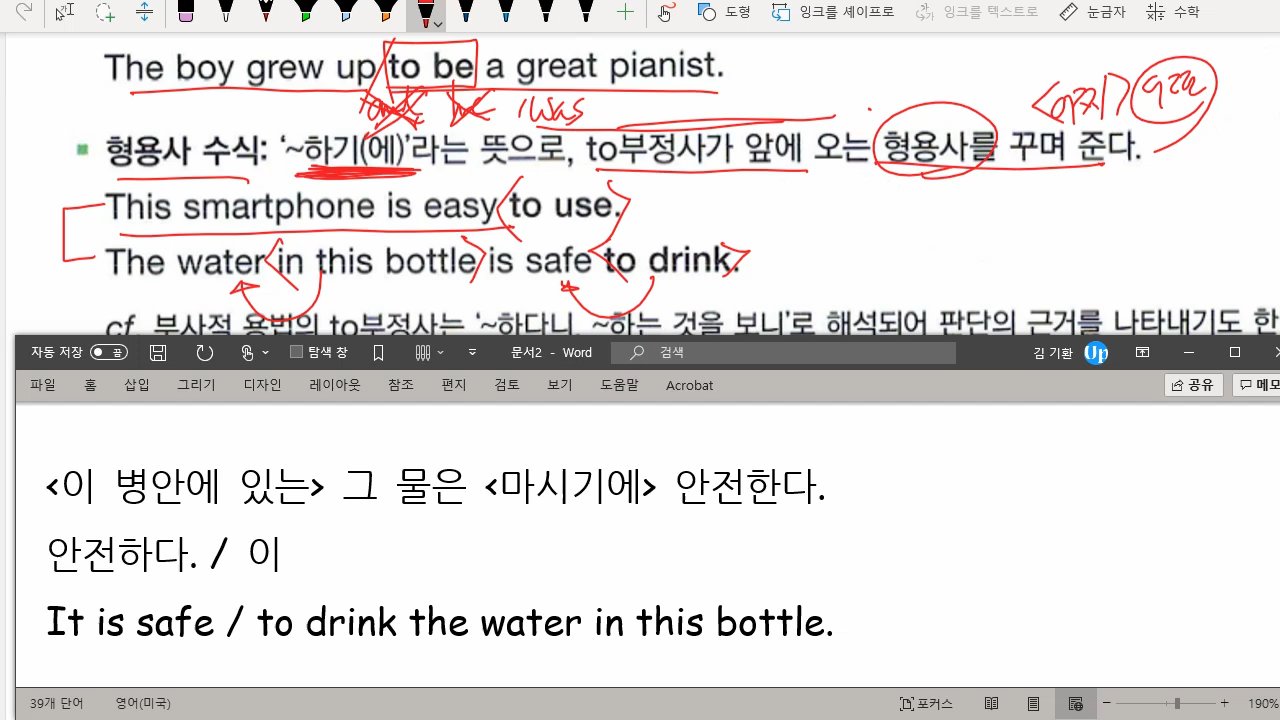 도형 잉크를 셰이프로 잉크를 텍스트로 눈금자 수학
The boy grew up to be a great pianist.
was
형용사 수식: ‘~하기(에)’라는 뜻으로, to부정사가 앞에 오는 형용사를 꾸며 준다.
This smartphone is easy to use.
The water in this bottle is safe to drink.
cf. 부사적 용법의 to부정사는 ‘~하다니, ~하는 것을 보니’로 해석되어 판단의 근거를 나타내기도 한
자동 저장 끔 탐색 창 문서2 - Word 검색 김 기환 Up
파일 홈 삽입 그리기 디자인 레이아웃 참조 편지 검토 보기 도움말 Acrobat 공유 메모
<이 병안에 있는> 그 물은 <마시기에> 안전한다.
안전하다. / 이
It is safe / to drink the water in this bottle.
39개 단어 영어(미국) 포커스 190%